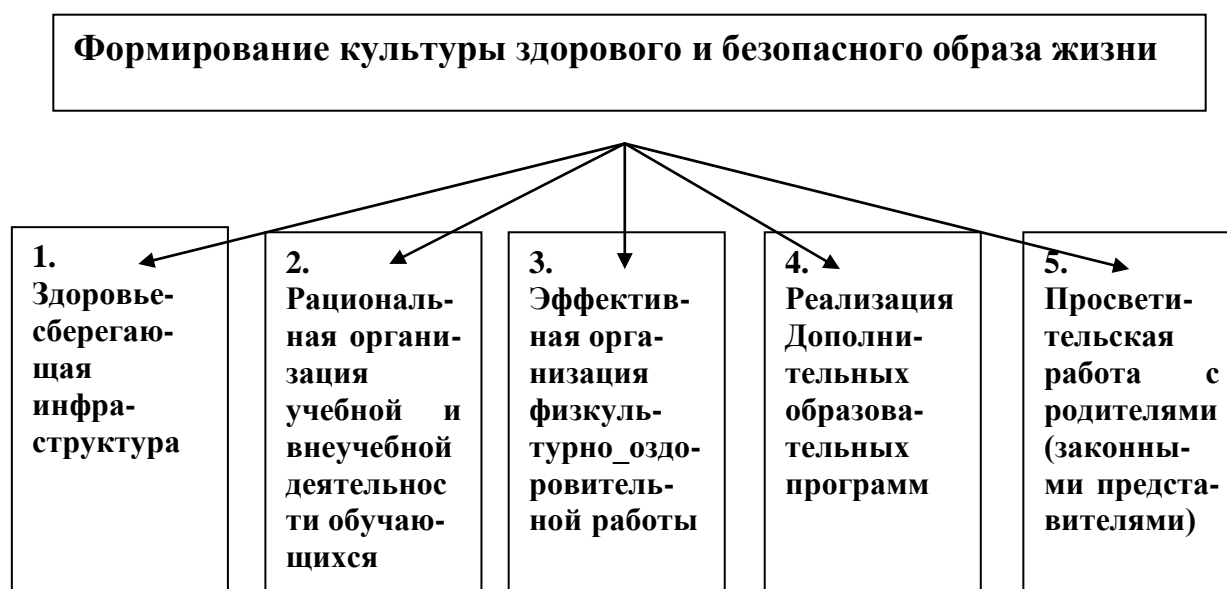 Формирование культуры здорового и безопасного образа жизни
1.
Здоровье-
сберегаю-
щая
инфра-
структура
2.
Рациональ-
ная органи-
зация
учебной и
внеучебной
деятельнос
ти обучаю-
щихся
3.
Эффектив-
ная орга-
низация
физкуль-
турно_оздо-
ровитель-
ной работы
4.
Реализация
Дополни-
тельных
образова-
тельных
программ
5.
Просвети-
тельская
работа с
родителями
(законны-
ми предста-
вителями)